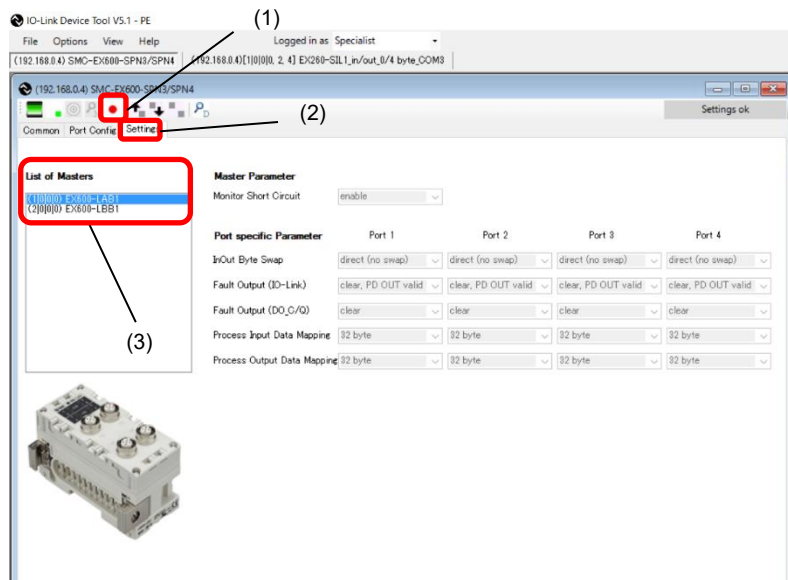 (1)
IO-Link Device Tool V5.1 - PE
File Options View Help Logged in as Specialist
(192.168.0.4) SMC-EX600-SPN3/SPN4 (192.168.0.4)[1|0|0|0, 2, 4] EX260-SIL1_in/out_0/4 byte_COM3
(192.168.0.4) SMC-EX600-SPN3/SPN4
Settings ok
(2)
Common Port Config Settings
List of Masters
(1|0|0|0) EX600-LAB1
(2|0|0|0) EX600-LBB1
(3)
Master Parameter
Monitor Short Circuit enable
Port specific Parameter Port 1 Port 2 Port 3 Port 4
InOut Byte Swap direct (no swap) direct (no swap) direct (no swap) direct (no swap)
Fault Output (IO-Link) clear, PD OUT valid clear, PD OUT valid clear, PD OUT valid clear, PD OUT valid
Fault Output (DO_C/Q) clear clear clear clear
Process Input Data Mapping 32 byte 32 byte 32 byte 32 byte
Process Output Data Mapping 32 byte 32 byte 32 byte 32 byte